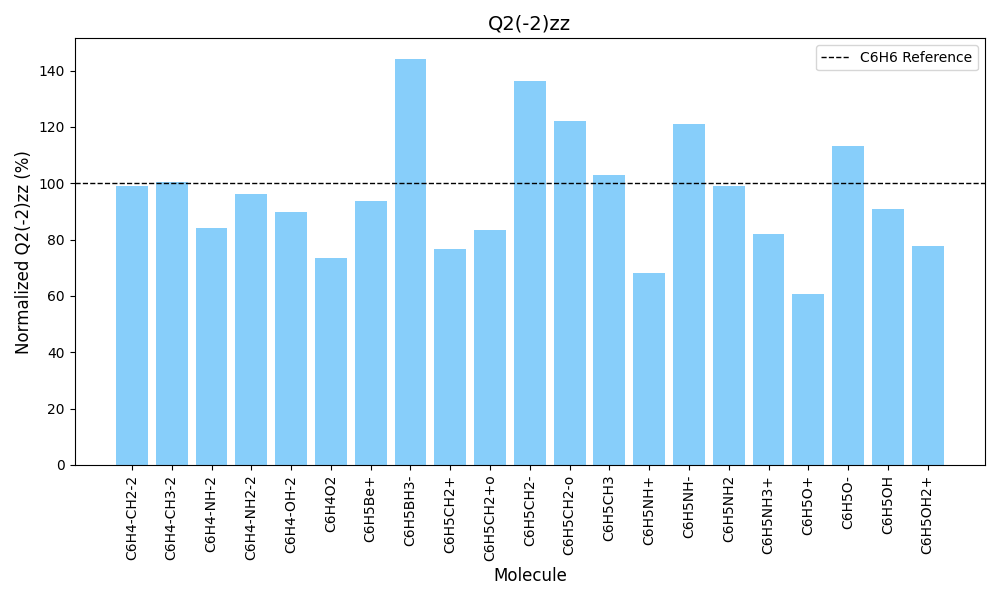 Q2(-2)zz
C6H6 Reference
Normalized Q2(-2)zz (%)
140
120
100
80
60
40
20
0
C6H4-CH2-2
C6H4-CH3-2
C6H4-NH-2
C6H4-NH2-2
C6H4-OH-2
C6H4O2
C6H5Be+
C6H5BH3-
C6H5CH2+
C6H5CH2+o
C6H5CH2-
C6H5CH2-o
C6H5CH3
C6H5NH+
C6H5NH-
C6H5NH2
C6H5NH3+
C6H5O+
C6H5O-
C6H5OH
C6H5OH2+
Molecule